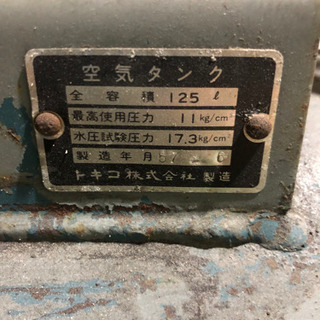 空気タンク
全容積 125 ℓ
最高使用圧力 11 kg/cm²
水圧試験圧力 17.3 kg/cm²
製造年月
トキコ株式会社 製造